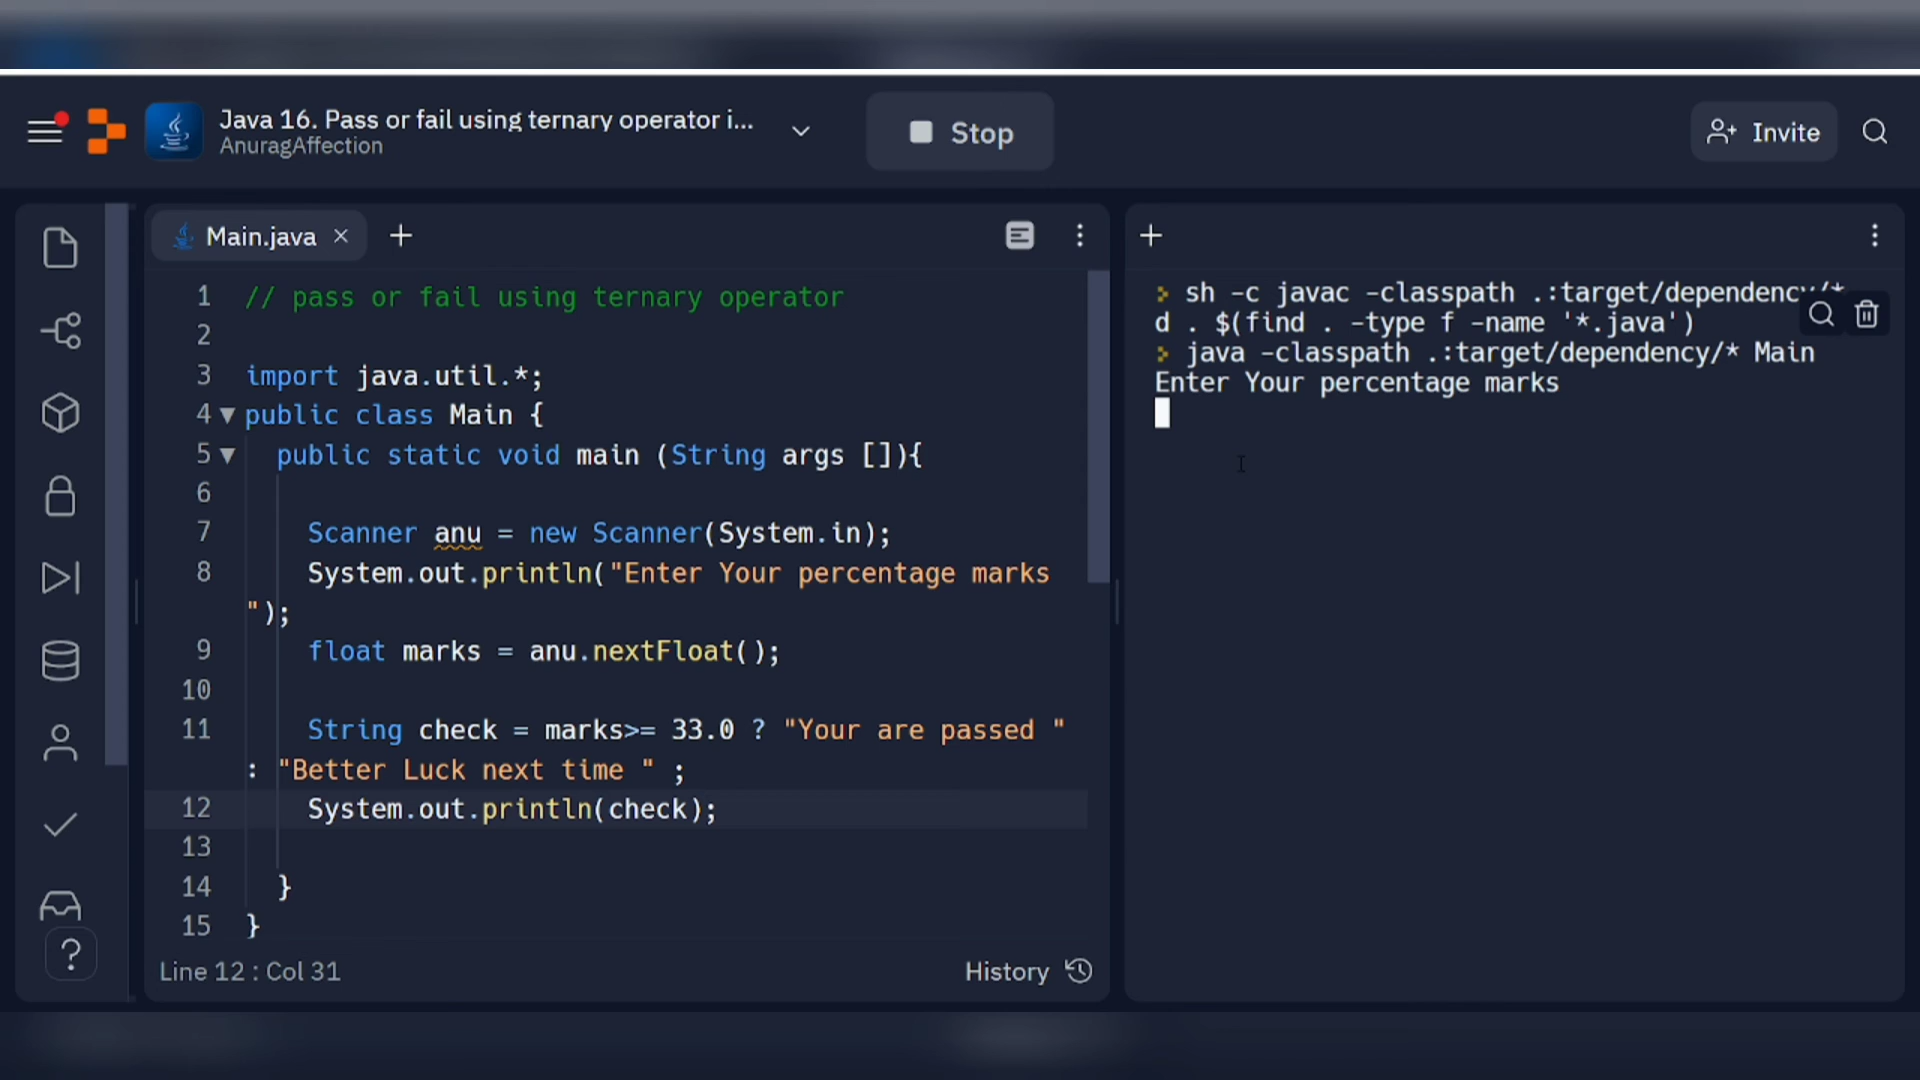 Java 16. Pass or fail using ternary operator i...
AnuragAffection
Stop
Invite
Main.java
1 // pass or fail using ternary operator
2
3 import java.util.*;
4 public class Main {
5 public static void main (String args []){
6
7 Scanner anu = new Scanner(System.in);
8 System.out.println("Enter Your percentage marks
");
9 float marks = anu.nextFloat();
10
11 String check = marks>= 33.0 ? "Your are passed "
: "Better Luck next time " ;
12 System.out.println(check);
13
14 }
15 }
Line 12 : Col 31
History
sh -c javac -classpath .:target/dependency/*
d . $(find . -type f -name '*.java')
java -classpath .:target/dependency/* Main
Enter Your percentage marks